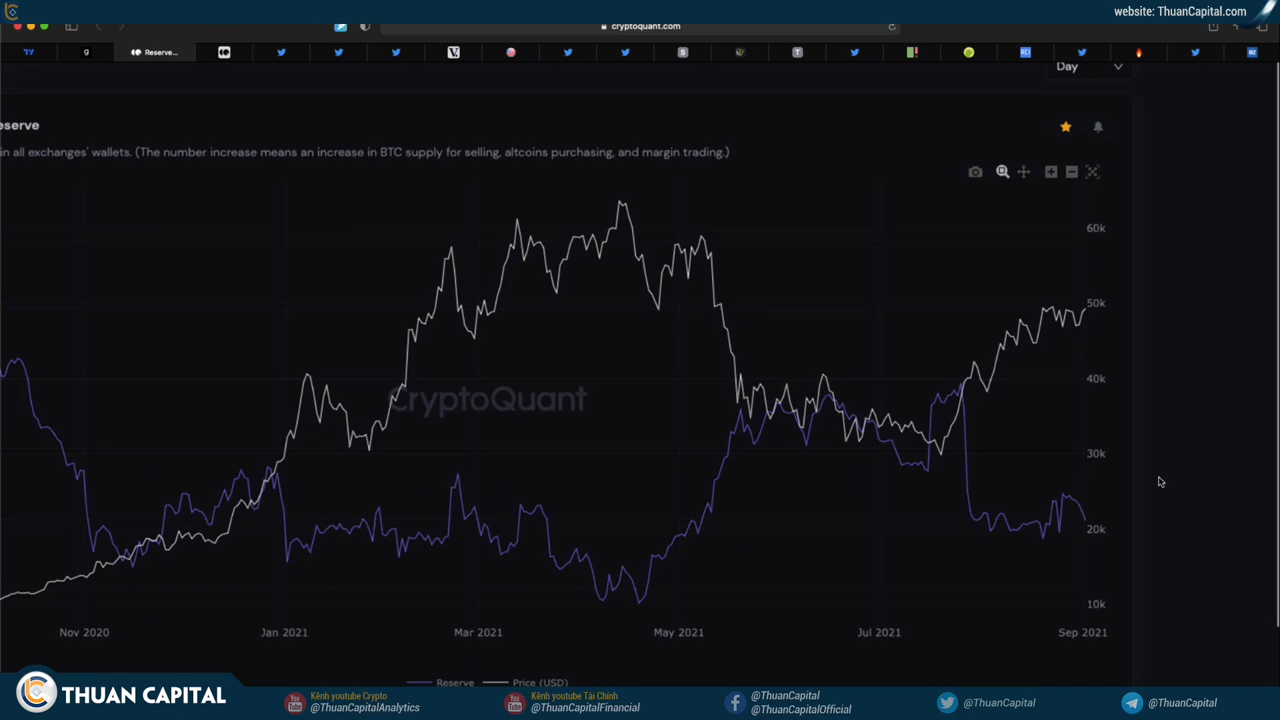 website: ThuanCapital.com
cryptoquant.com
Reserve...
Day
eserve
in all exchanges' wallets. (The number increase means an increase in BTC supply for selling, altcoins purchasing, and margin trading.)
60k
50k
40k
CryptoQuant
30k
20k
10k
Nov 2020
Jan 2021
Mar 2021
May 2021
Jul 2021
Sep 2021
Reserve
Price (USD)
THUAN CAPITAL
Kênh youtube Crypto
@ThuanCapitalAnalytics
Kênh youtube Tài Chính
@ThuanCapitalFinancial
@ThuanCapital
@ThuanCapitalOfficial
@ThuanCapital
@ThuanCapital